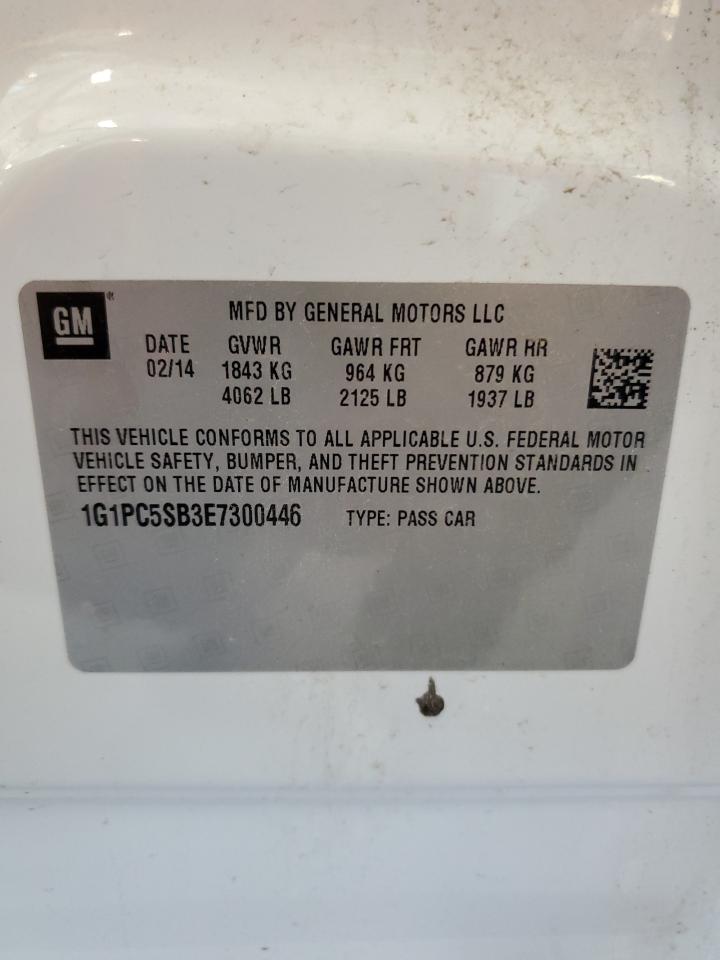 GM
MFD BY GENERAL MOTORS LLC
DATE GVWR GAWR FRT GAWR RR
02/14 1843 KG 964 KG 879 KG
4062 LB 2125 LB 1937 LB
THIS VEHICLE CONFORMS TO ALL APPLICABLE U.S. FEDERAL MOTOR
VEHICLE SAFETY, BUMPER, AND THEFT PREVENTION STANDARDS IN
EFFECT ON THE DATE OF MANUFACTURE SHOWN ABOVE.
1G1PC5SB3E7300446 TYPE: PASS CAR